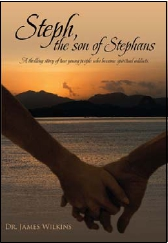 Steph,
the son of Stephans
A thrilling story of two young people who become spiritual soldiers.
DR. JAMES WILKINS